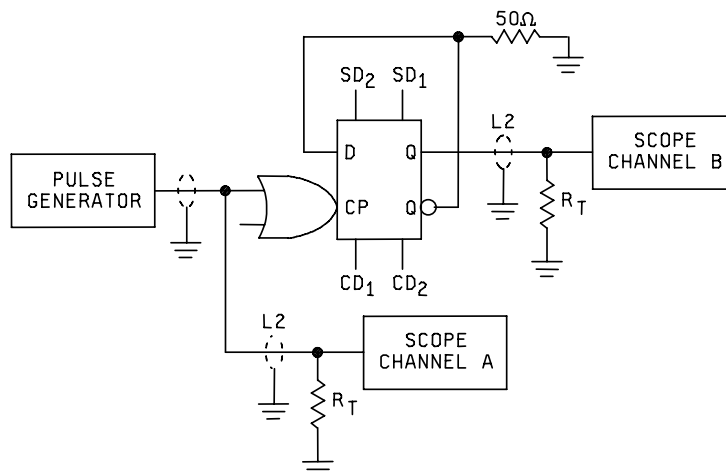 50Ω
SD2 SD1
L2
PULSE
GENERATOR
D Q
SCOPE
CHANNEL B
CP Q
RT
CD1 CD2
L2
SCOPE
CHANNEL A
RT